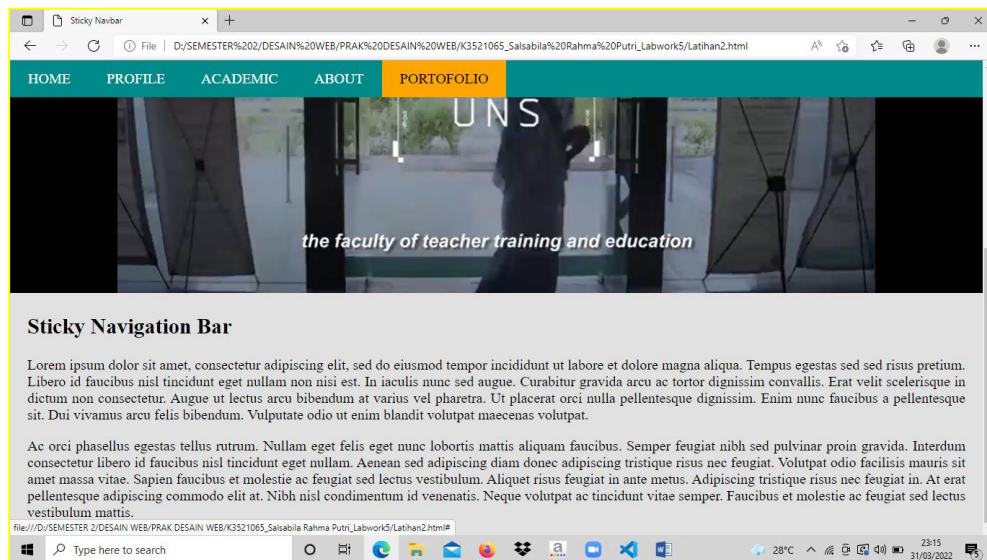 Sticky Navbar
File
D:/SEMESTER%202/DESAIN%20WEB/PRAK%20DESAIN%20WEB/K3521065_Salsabila%20Rahma%20Putri_Labwork5/Latihan2.html
HOME PROFILE ACADEMIC ABOUT PORTOFOLIO
UNS
the faculty of teacher training and education
Sticky Navigation Bar
Lorem ipsum dolor sit amet, consectetur adipiscing elit, sed do eiusmod tempor incididunt ut labore et dolore magna aliqua. Tempus egestas sed sed risus pretium.
Libero id faucibus nisl tincidunt eget nullam non nisi est. In iaculis nunc sed augue. Curabitur gravida arcu ac tortor dignissim convallis. Erat velit scelerisque in
dictum non consectetur. Augue ut lectus arcu bibendum at varius vel pharetra. Ut placerat orci nulla pellentesque dignissim. Enim nunc faucibus a pellentesque
sit. Dui vivamus arcu felis bibendum. Vulputate odio ut enim blandit volutpat maecenas volutpat.
Ac orci phasellus egestas tellus rutrum. Nullam eget felis eget nunc lobortis mattis aliquam faucibus. Semper feugiat nibh sed pulvinar proin gravida. Interdum
consectetur libero id faucibus nisl tincidunt eget nullam. Aenean sed adipiscing diam donec adipiscing tristique risus nec feugiat. Volutpat odio facilisis mauris sit
amet massa vitae. Sapien faucibus et molestie ac feugiat sed lectus vestibulum. Aliquet risus feugiat in ante metus. Adipiscing tristique risus nec feugiat in. At erat
pellentesque adipiscing commodo elit at. Nibh nisl condimentum id venenatis. Neque volutpat ac tincidunt vitae semper. Faucibus et molestie ac feugiat sed lectus
vestibulum mattis.
file:///D:/SEMESTER 2/DESAIN WEB/PRAK DESAIN WEB/K3521065_Salsabila Rahma Putri_Labwork5/Latihan2.html#
Type here to search
28°C
23:15
31/03/2022